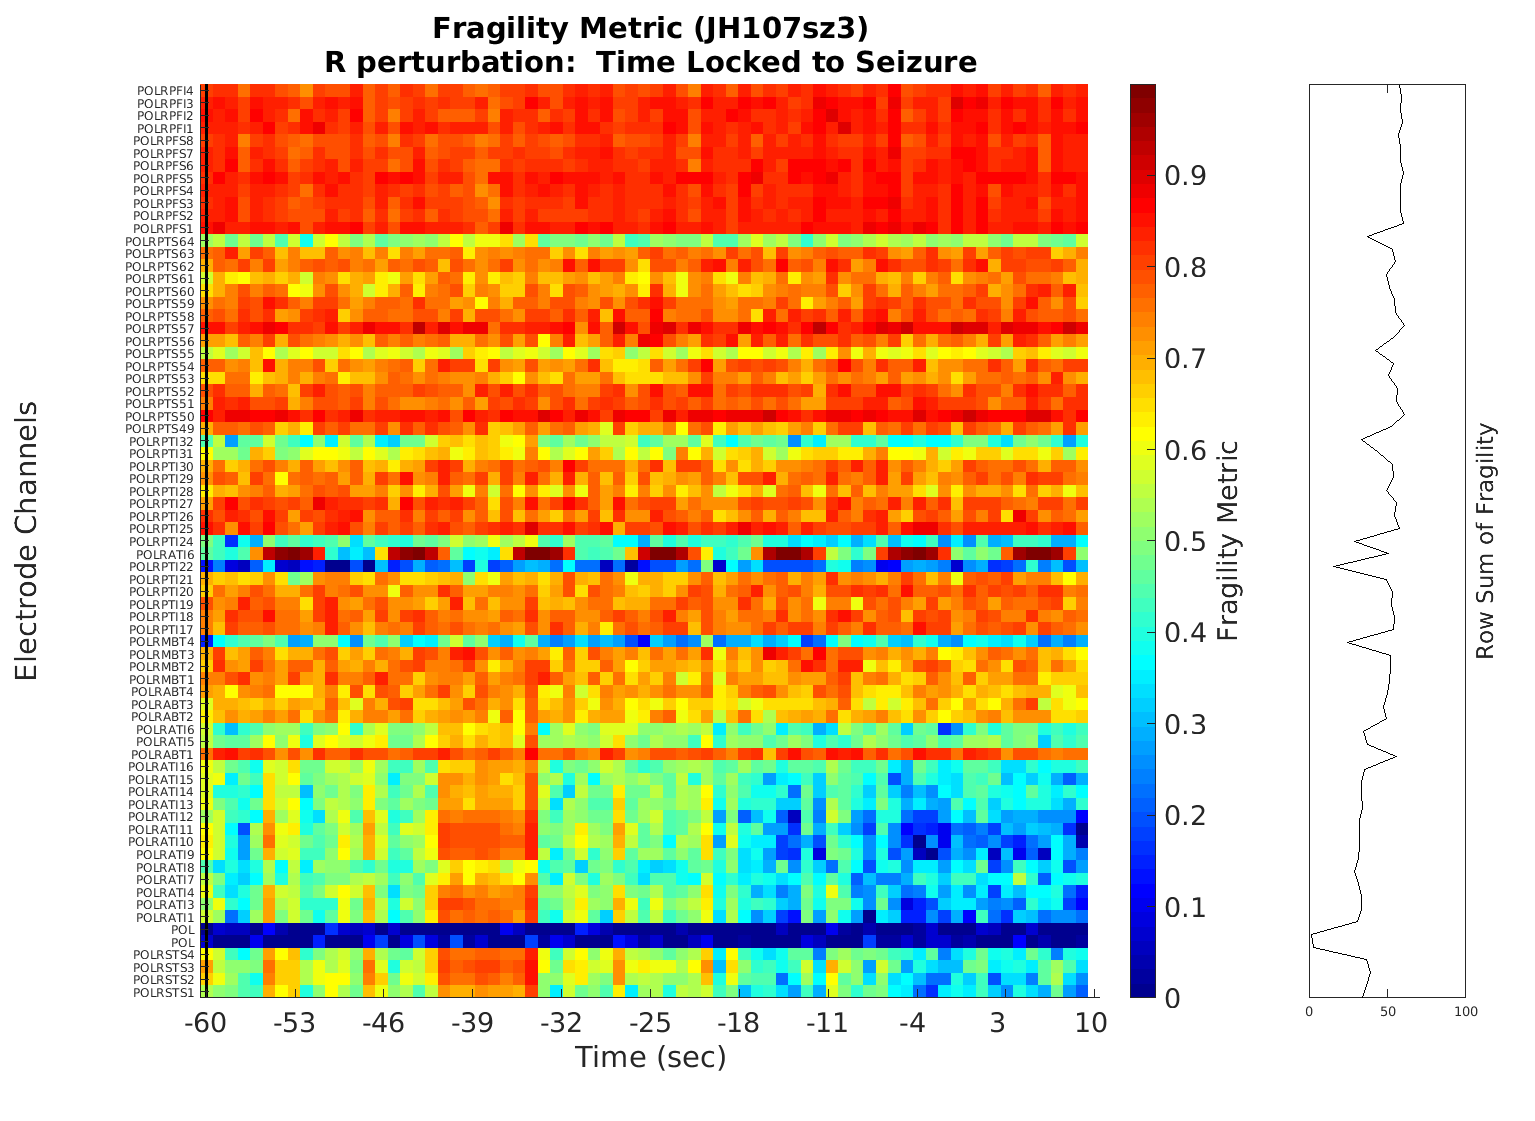 Fragility Metric (JH107sz3)
R perturbation:  Time Locked to Seizure
Electrode Channels
POLRPFI4
POLRPFI3
POLRPFI2
POLRPFI1
POLRPFS8
POLRPFS7
POLRPFS6
POLRPFS5
POLRPFS4
POLRPFS3
POLRPFS2
POLRPFS1
POLRPTS64
POLRPTS63
POLRPTS62
POLRPTS61
POLRPTS60
POLRPTS59
POLRPTS58
POLRPTS57
POLRPTS56
POLRPTS55
POLRPTS54
POLRPTS53
POLRPTS52
POLRPTS51
POLRPTS50
POLRPTS49
POLRPTI32
POLRPTI31
POLRPTI30
POLRPTI29
POLRPTI28
POLRPTI27
POLRPTI26
POLRPTI25
POLRPTI24
POLRATI6
POLRPTI22
POLRPTI21
POLRPTI20
POLRPTI19
POLRPTI18
POLRPTI17
POLRMBT4
POLRMBT3
POLRMBT2
POLRMBT1
POLRABT4
POLRABT3
POLRABT2
POLRATI6
POLRATI5
POLRABT1
POLRATI16
POLRATI15
POLRATI14
POLRATI13
POLRATI12
POLRATI11
POLRATI10
POLRATI9
POLRATI8
POLRATI7
POLRATI4
POLRATI3
POLRATI1
POL
POL
POLRSTS4
POLRSTS3
POLRSTS2
POLRSTS1
-60 -53 -46 -39 -32 -25 -18 -11 -4 3 10
Time (sec)
0.9
0.8
0.7
0.6
0.5
0.4
0.3
0.2
0.1
0
Fragility Metric
0 50 100
Row Sum of Fragility